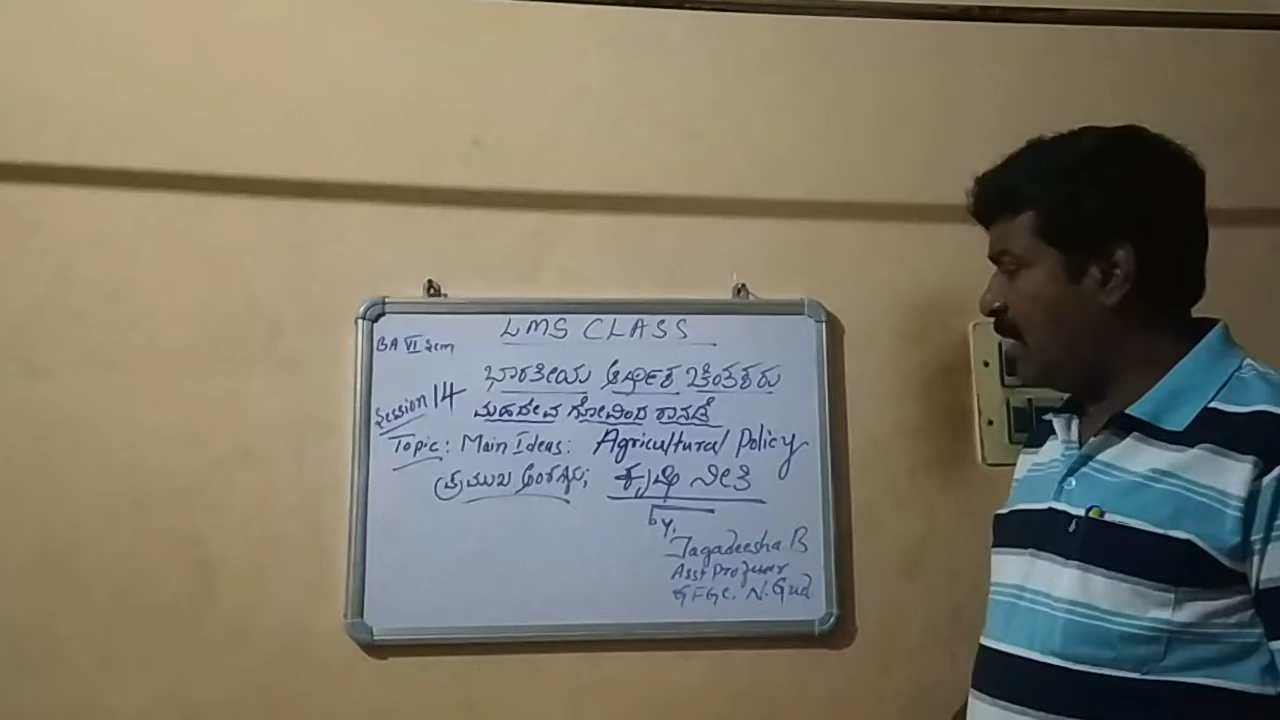 LMS CLASS
BA VI Sem
ಭಾರತೀಯ ಆರ್ಥಿಕ ಚಿಂತಕರು
Session 14
ಮಹದೇವ ಗೋವಿಂದ ರಾನಡೆ
Topic: Main Ideas: Agricultural Policy
ಪ್ರಮುಖ ಅಂಶಗಳು; ಕೃಷಿ ನೀತಿ
by,
Jagadeesha B
Asst Professor
GFGC. N.Gud